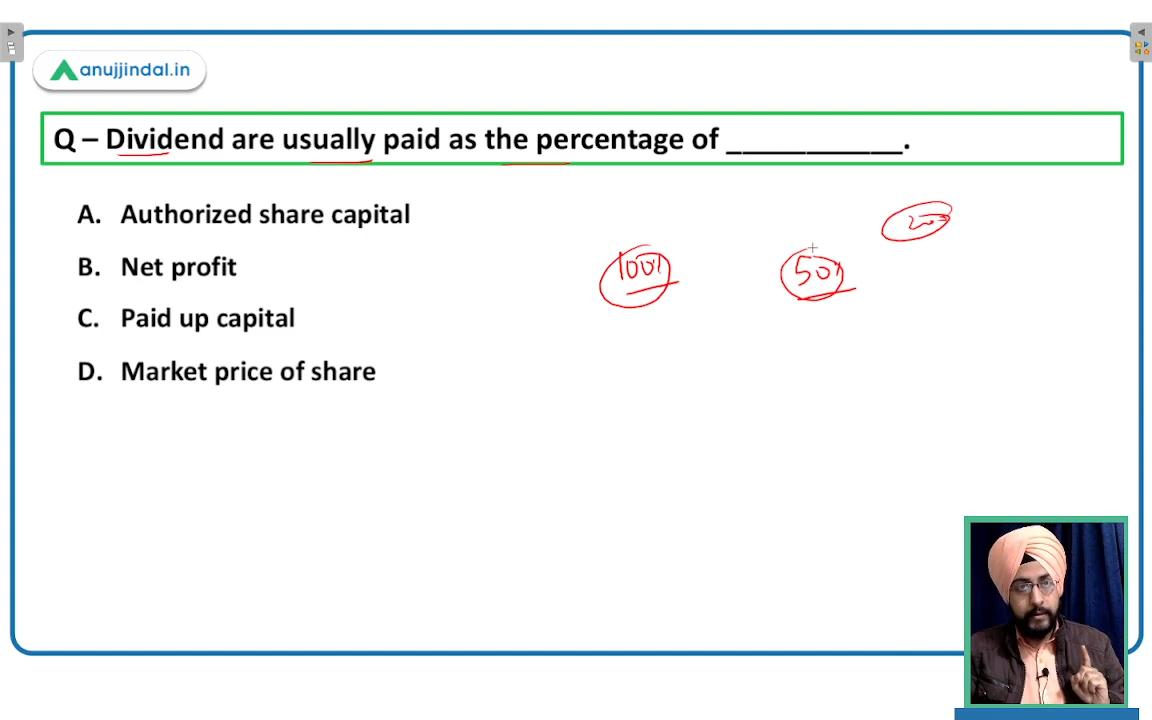 anujjindal.in
Q – Dividend are usually paid as the percentage of ____________.
A. Authorized share capital
B. Net profit
C. Paid up capital
D. Market price of share
100%
50%